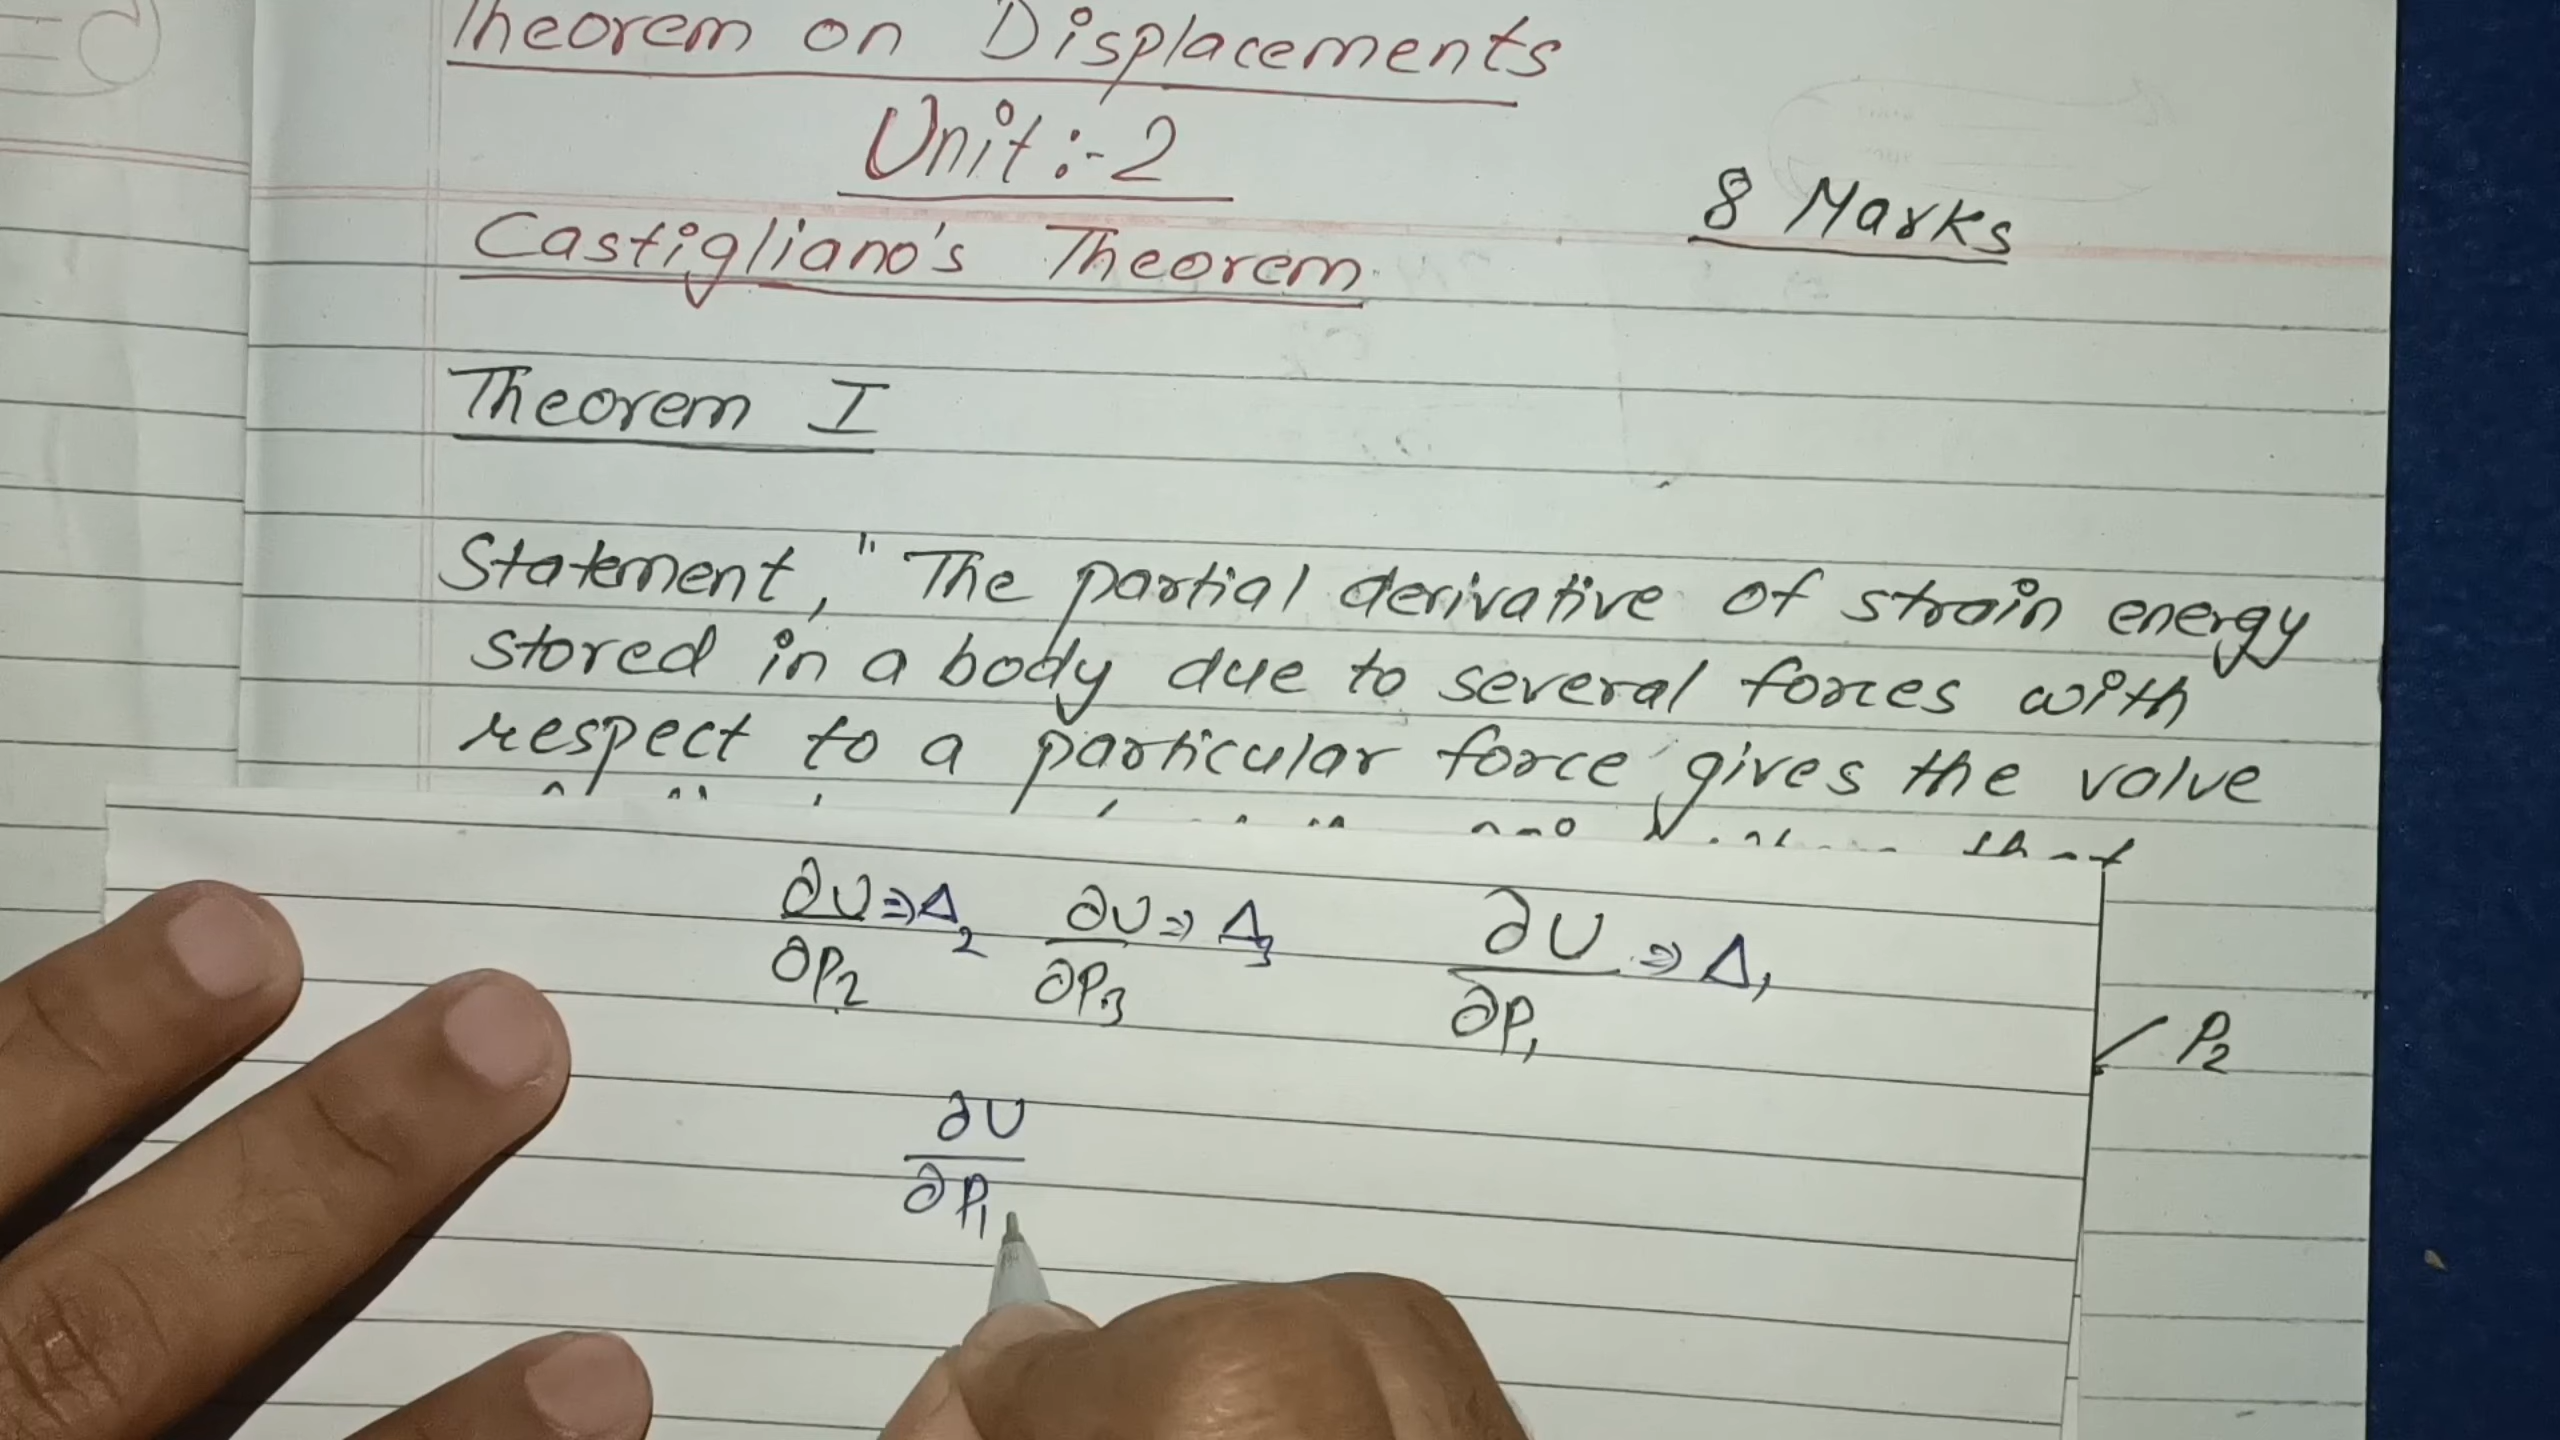 Theorem on Displacements
Unit :- 2
8 Marks
Castigliano's Theorem
Theorem I
Statement, " The partial derivative of strain energy
stored in a body due to several forces with
respect to a particular force gives the value
∂U/∂P2 ⇒ Δ2 ∂U/∂P3 ⇒ Δ3 ∂U/∂P1 ⇒ Δ1
P2
∂U/∂P1